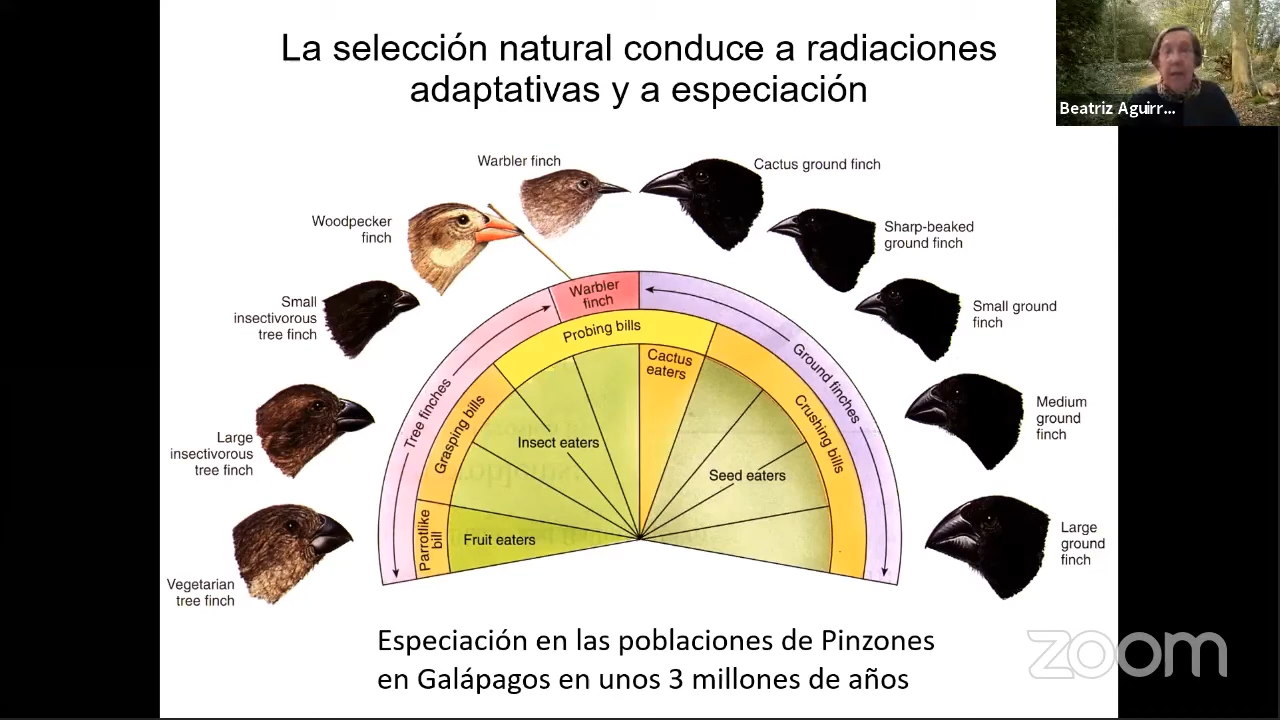 La selección natural conduce a radiaciones
adaptativas y a especiación
Beatriz Aguirr...
Warbler finch
Cactus ground finch
Woodpecker
finch
Sharp-beaked
ground finch
Small
insectivorous
tree finch
Small ground
finch
Large
insectivorous
tree finch
Medium
ground
finch
Vegetarian
tree finch
Large
ground
finch
Tree finches
Warbler
finch
Ground finches
Parrotlike
bill
Grasping bills
Probing bills
Crushing bills
Fruit eaters
Insect eaters
Cactus
eaters
Seed eaters
Especiación en las poblaciones de Pinzones
en Galápagos en unos 3 millones de años
zoom